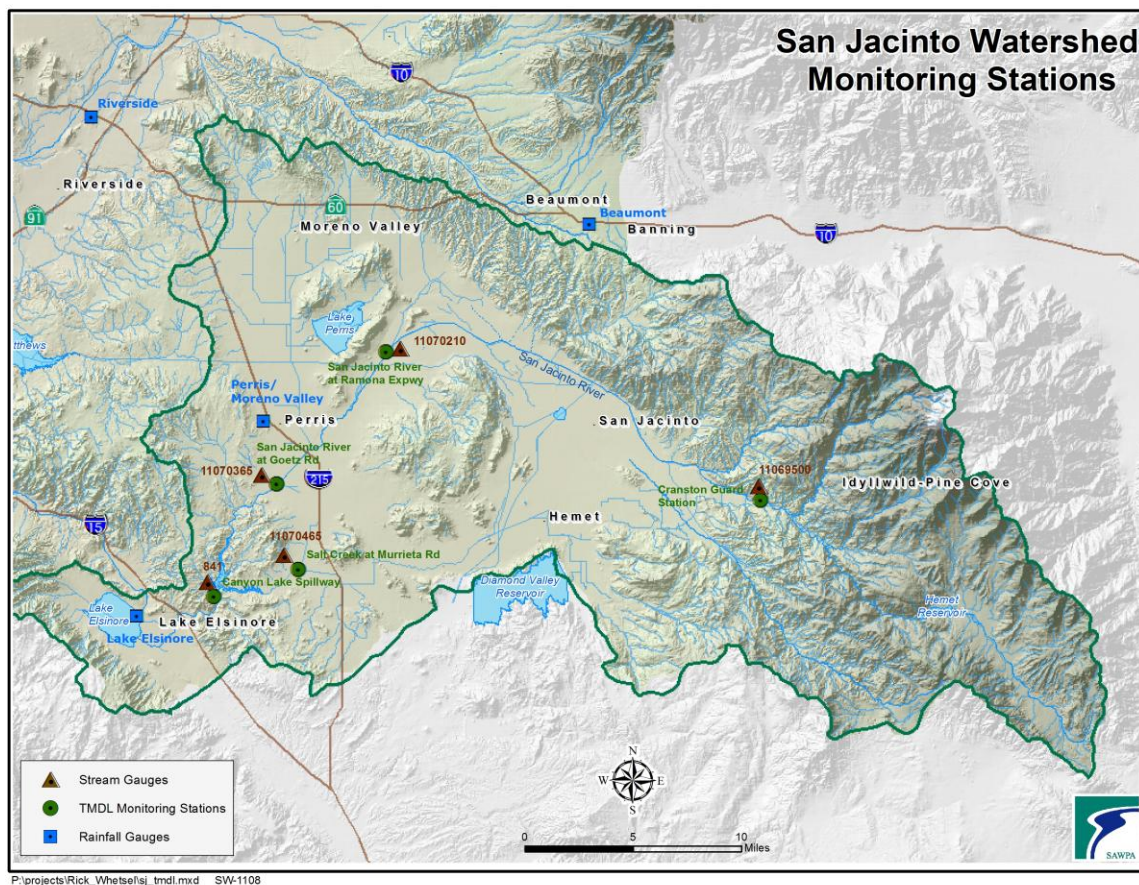 San Jacinto Watershed
Monitoring Stations
10
Riverside
Riverside
91
60
Moreno Valley
Beaumont
Beaumont
Banning
10
Lake
Perris
11070210
San Jacinto River
at Ramona Expwy
San Jacinto River
tthews
Perris/
Moreno Valley
Perris
San Jacinto
San Jacinto River
at Goetz Rd
11070365
215
11069500
Cranston Guard
Station
Idyllwild-Pine Cove
15
Hemet
11070465
Salt Creek at Murrieta Rd
841
Canyon Lake Spillway
Diamond Valley
Reservoir
Hemet
Reservoir
Lake
Elsinore
Lake Elsinore
Lake Elsinore
N
W
E
S
Stream Gauges
TMDL Monitoring Stations
Rainfall Gauges
0
5
10
Miles
SAWPA
P:\projects\Rick_Whetsel\sj_tmdl.mxd SW-1108